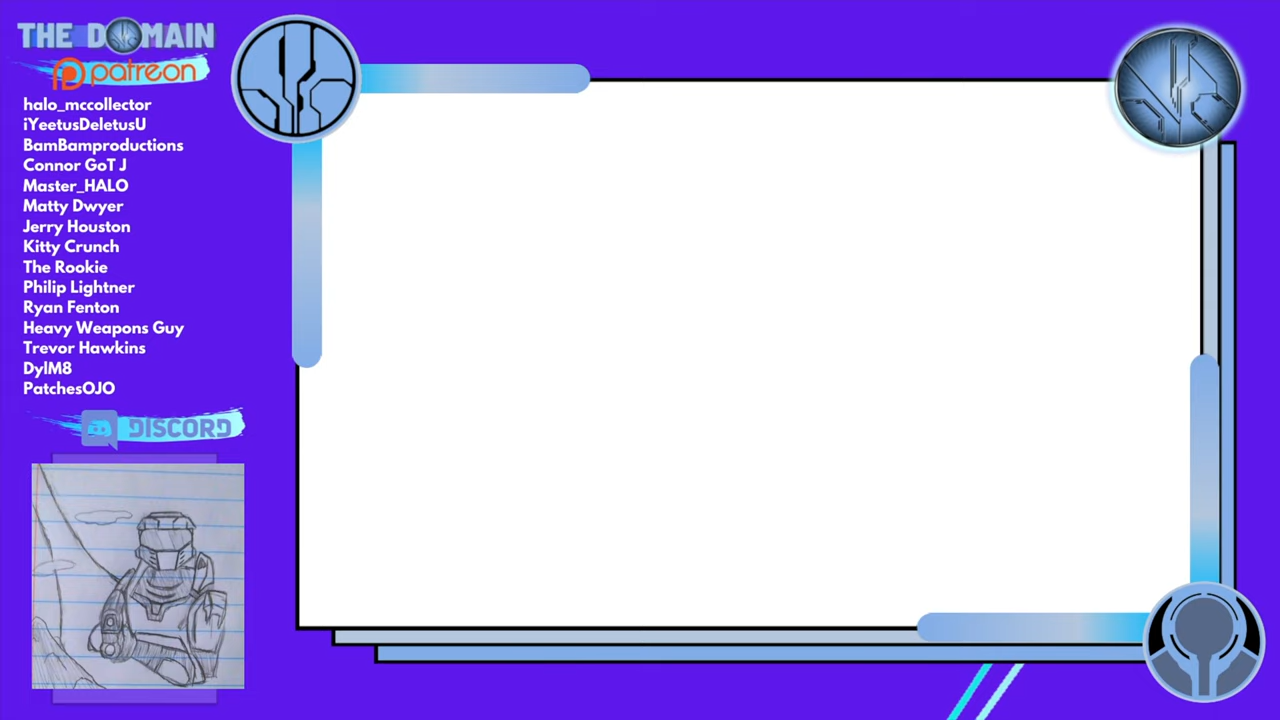 THE DOMAIN
patreon
halo_mccollector
iYeetusDeletusU
BamBamproductions
Connor GoT J
Master_HALO
Matty Dwyer
Jerry Houston
Kitty Crunch
The Rookie
Philip Lightner
Ryan Fenton
Heavy Weapons Guy
Trevor Hawkins
DylM8
PatchesOJO
DISCORD